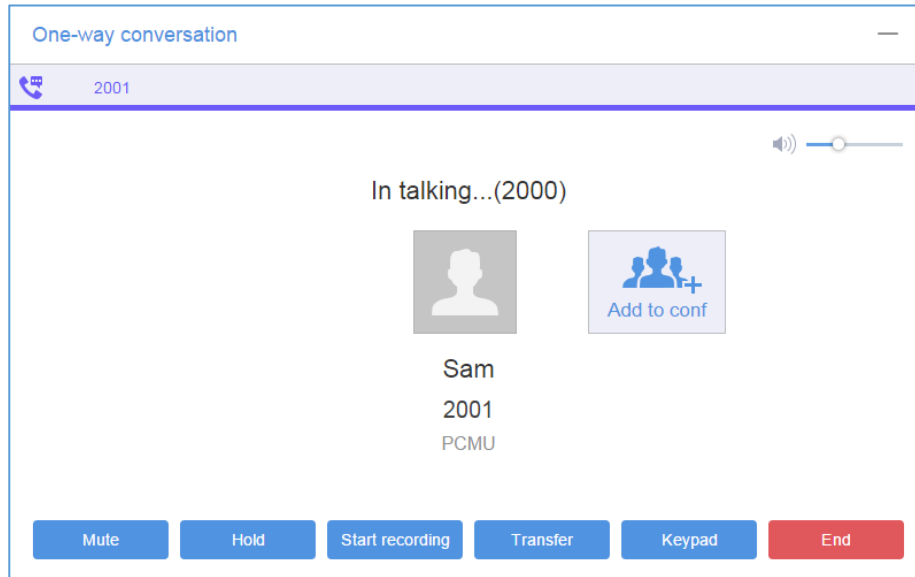 One-way conversation
2001
In talking...(2000)
Add to conf
Sam
2001
PCMU
Mute Hold Start recording Transfer Keypad End